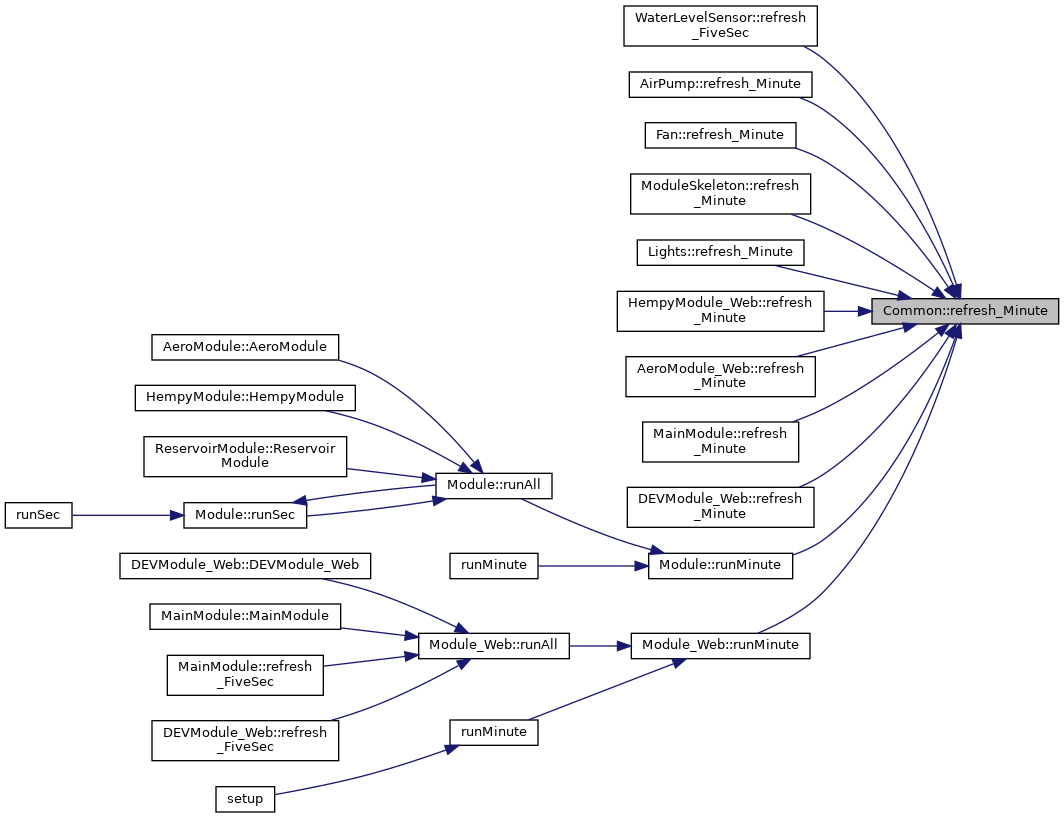 WaterLevelSensor::refresh
_FiveSec
AirPump::refresh_Minute
Fan::refresh_Minute
ModuleSkeleton::refresh
_Minute
Lights::refresh_Minute
HempyModule_Web::refresh
_Minute
Common::refresh_Minute
AeroModule::AeroModule
AeroModule_Web::refresh
_Minute
HempyModule::HempyModule
MainModule::refresh
_Minute
ReservoirModule::Reservoir
Module
Module::runAll
DEVModule_Web::refresh
_Minute
runSec
Module::runSec
DEVModule_Web::DEVModule_Web
runMinute
Module::runMinute
MainModule::MainModule
Module_Web::runAll
Module_Web::runMinute
MainModule::refresh
_FiveSec
DEVModule_Web::refresh
_FiveSec
runMinute
setup